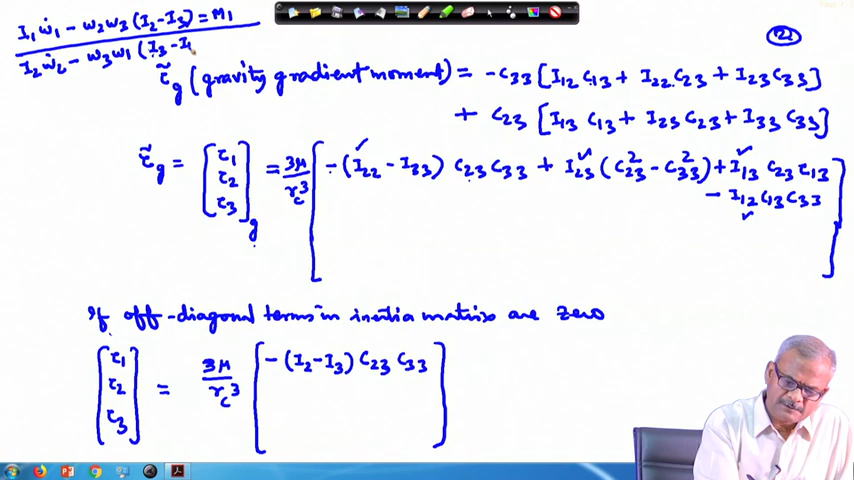 I₁ω̇₁ - ω₂ω₃ (I₂-I₃) = M₁
I₂ω̇₂ - ω₃ω₁ (I₃-I₁
122
τ̃g (gravity gradient moment) = -C33 [I12 C13 + I22 C23 + I23 C33]
+ C23 [I13 C13 + I23 C23 + I33 C33]
τ̃g = [τ1 τ2 τ3]g = 3μ/rc³ [ -(I22 - I33) C23 C33 + I23 (C²23 - C²33) + I13 C23 C13
- I12 C13 C33 ]
If off-diagonal terms in inertia matrix are zero
[τ1 τ2 τ3] = 3μ/rc³ [ -(I2-I3) C23 C33 ]